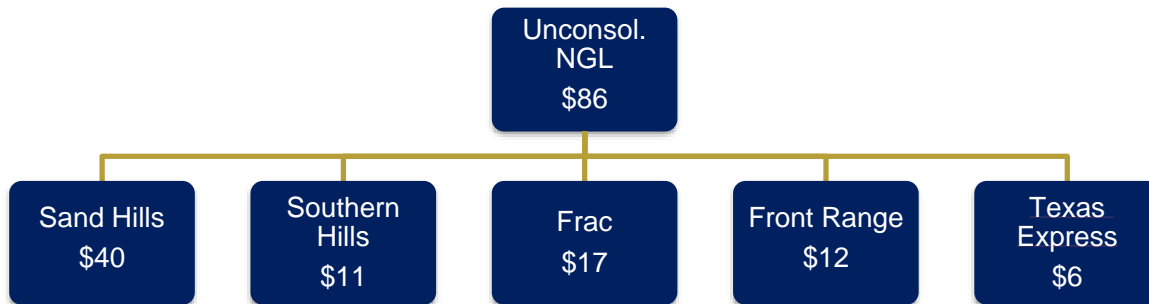 Unconsol.
NGL
$86
Sand Hills
$40
Southern
Hills
$11
Frac
$17
Front Range
$12
Texas
Express
$6